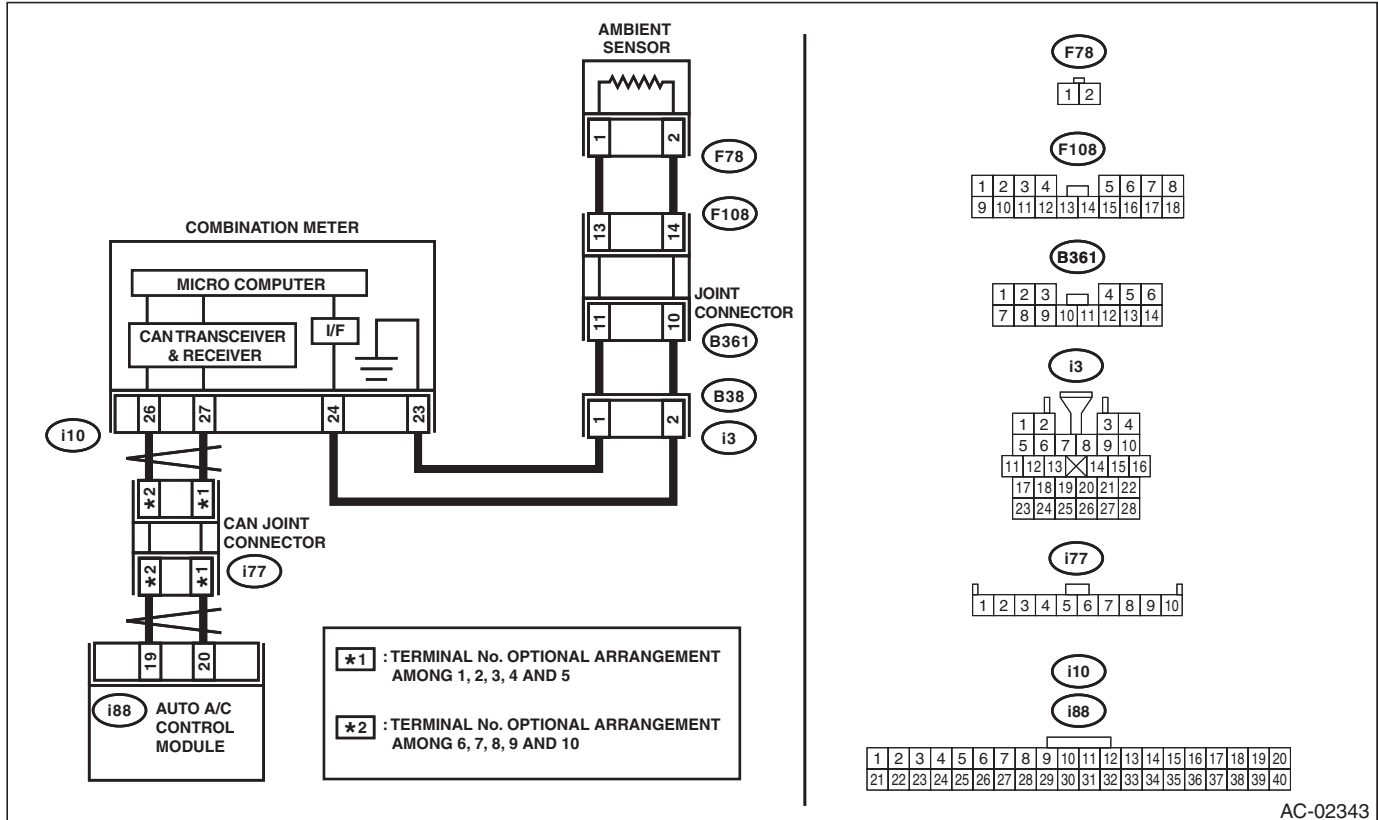 AMBIENT
SENSOR
1 2
F78
F108
13 14
JOINT
CONNECTOR
11 10
B361
B38
1 2
i3
COMBINATION METER
MICRO COMPUTER
CAN TRANSCEIVER
& RECEIVER
I/F
26 27 24 23
i10
*2 *1
CAN JOINT
CONNECTOR
*2 *1
i77
19 20
i88
AUTO A/C
CONTROL
MODULE
*1 : TERMINAL No. OPTIONAL ARRANGEMENT
AMONG 1, 2, 3, 4 AND 5
*2 : TERMINAL No. OPTIONAL ARRANGEMENT
AMONG 6, 7, 8, 9 AND 10
F78
1 2
F108
1 2 3 4 5 6 7 8
9 10 11 12 13 14 15 16 17 18
B361
1 2 3 4 5 6
7 8 9 10 11 12 13 14
i3
1 2 3 4
5 6 7 8 9 10
11 12 13 14 15 16
17 18 19 20 21 22
23 24 25 26 27 28
i77
1 2 3 4 5 6 7 8 9 10
i10
i88
1 2 3 4 5 6 7 8 9 10 11 12 13 14 15 16 17 18 19 20
21 22 23 24 25 26 27 28 29 30 31 32 33 34 35 36 37 38 39 40
AC-02343